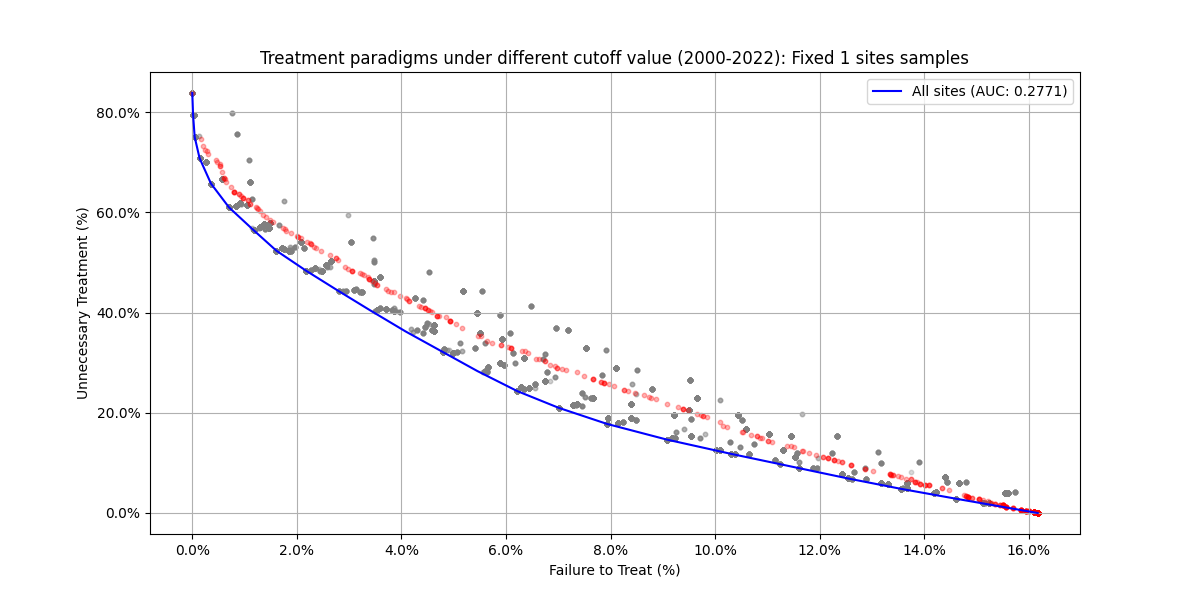 Treatment paradigms under different cutoff value (2000-2022): Fixed 1 sites samples
All sites (AUC: 0.2771)
Unnecessary Treatment (%)
80.0%
60.0%
40.0%
20.0%
0.0%
0.0% 2.0% 4.0% 6.0% 8.0% 10.0% 12.0% 14.0% 16.0%
Failure to Treat (%)